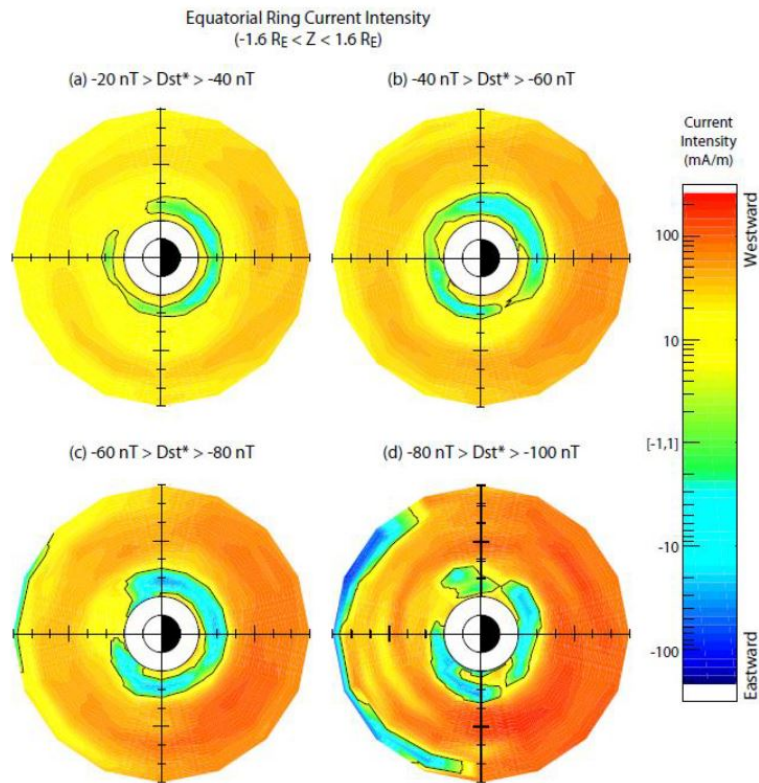 Equatorial Ring Current Intensity
(-1.6 RE < Z < 1.6 RE)
(a) -20 nT > Dst* > -40 nT
(b) -40 nT > Dst* > -60 nT
Current
Intensity
(mA/m)
Westward
100
10
[-1,1]
-10
-100
Eastward
(c) -60 nT > Dst* > -80 nT
(d) -80 nT > Dst* > -100 nT